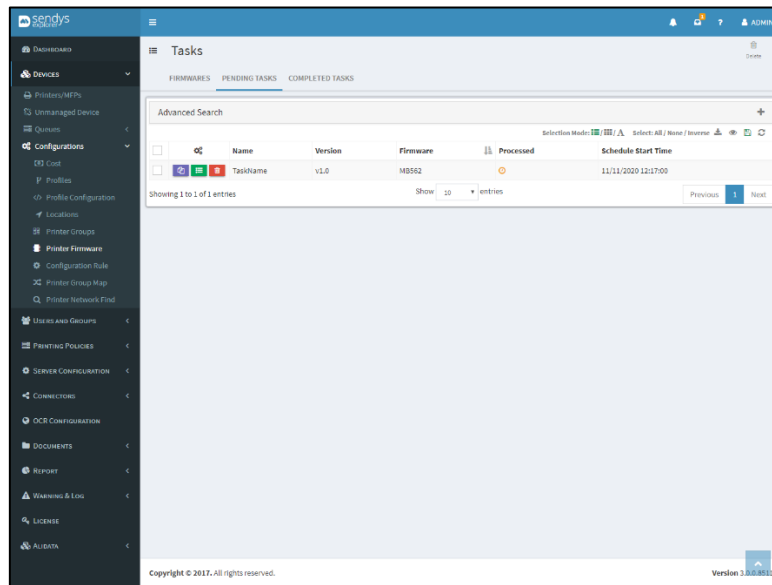 sendys
explorer
ADMIN
DASHBOARD
Tasks
Delete
DEVICES
FIRMWARES PENDING TASKS COMPLETED TASKS
Printers/MFPs
Unmanaged Device
Advanced Search
Queues
Selection Mode: / / A Select: All / None / Inverse
Configurations
Name Version Firmware Processed Schedule Start Time
Cost
TaskName v1.0 MB562 11/11/2020 12:17:00
Profiles
Showing 1 to 1 of 1 entries Show 10 entries Previous 1 Next
Profile Configuration
Locations
Printer Groups
Printer Firmware
Configuration Rule
Printer Group Map
Printer Network Find
USERS AND GROUPS
PRINTING POLICIES
SERVER CONFIGURATION
CONNECTORS
OCR CONFIGURATION
DOCUMENTS
REPORT
WARNING & LOG
LICENSE
ALIDATA
Copyright © 2017. All rights reserved. Version